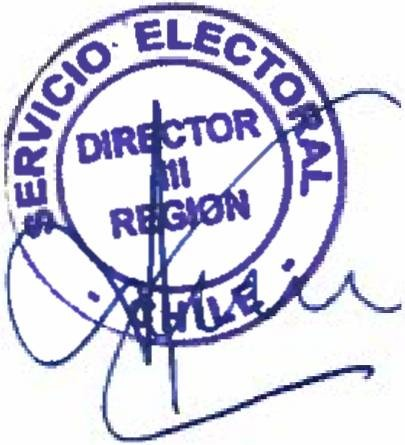 SERVICIO ELECTORAL
DIRECTOR
III
REGION
CHILE